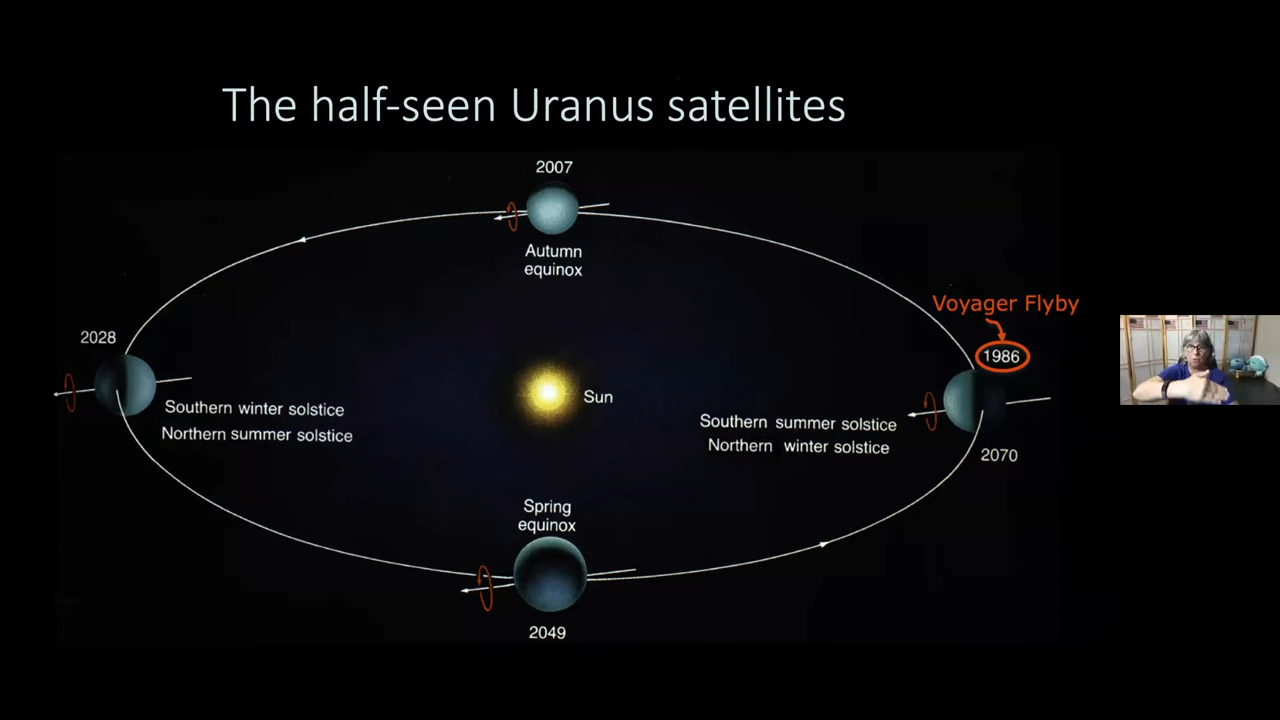 The half-seen Uranus satellites
2007
Autumn
equinox
Voyager Flyby
1986
2028
Southern winter solstice
Northern summer solstice
Sun
Southern summer solstice
Northern winter solstice
2070
Spring
equinox
2049